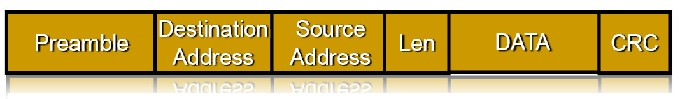 Preamble
Destination
Address
Source
Address
Len
DATA
CRC